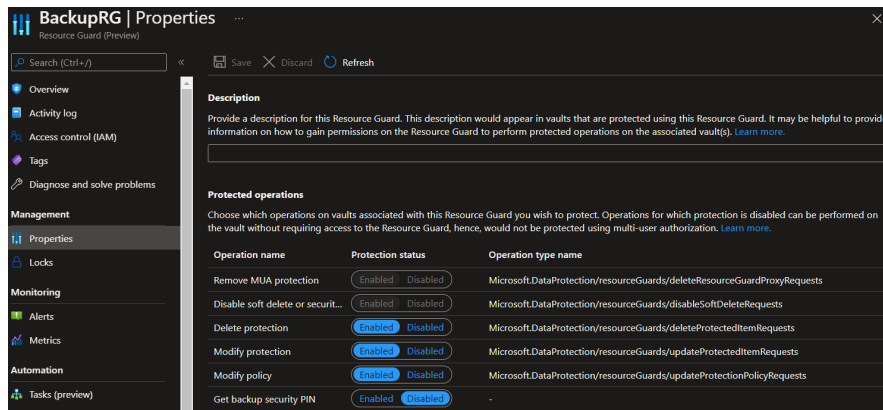 BackupRG | Properties ...
Resource Guard (Preview)
Search (Ctrl+/)
«
Save Discard Refresh
Overview
Activity log
Access control (IAM)
Tags
Diagnose and solve problems
Management
Properties
Locks
Monitoring
Alerts
Metrics
Automation
Tasks (preview)
Description
Provide a description for this Resource Guard. This description would appear in vaults that are protected using this Resource Guard. It may be helpful to provide
information on how to gain permissions on the Resource Guard to perform protected operations on the associated vault(s). Learn more.
Protected operations
Choose which operations on vaults associated with this Resource Guard you wish to protect. Operations for which protection is disabled can be performed on
the vault without requiring access to the Resource Guard, hence, would not be protected using multi-user authorization. Learn more.
Operation name Protection status Operation type name
Remove MUA protection Enabled Disabled Microsoft.DataProtection/resourceGuards/deleteResourceGuardProxyRequests
Disable soft delete or securit... Enabled Disabled Microsoft.DataProtection/resourceGuards/disableSoftDeleteRequests
Delete protection Enabled Disabled Microsoft.DataProtection/resourceGuards/deleteProtectedItemRequests
Modify protection Enabled Disabled Microsoft.DataProtection/resourceGuards/updateProtectedItemRequests
Modify policy Enabled Disabled Microsoft.DataProtection/resourceGuards/updateProtectionPolicyRequests
Get backup security PIN Enabled Disabled -